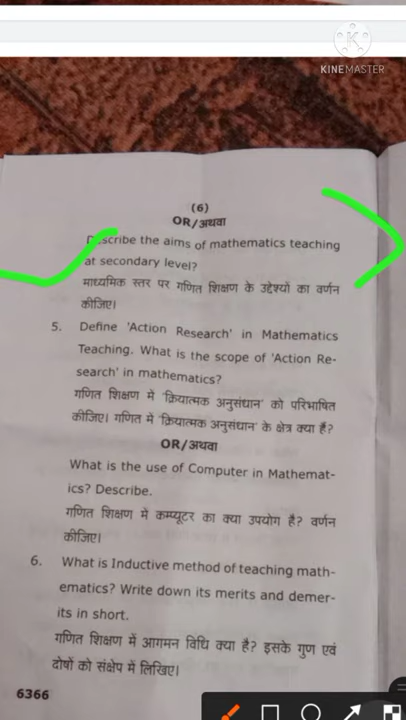 KINEMASTER
(6)
OR/अथवा
Describe the aims of mathematics teaching
at secondary level?
माध्यमिक स्तर पर गणित शिक्षण के उद्देश्यों का वर्णन
कीजिए।
5. Define 'Action Research' in Mathematics
Teaching. What is the scope of 'Action Re-
search' in mathematics?
गणित शिक्षण में 'क्रियात्मक अनुसंधान' को परिभाषित
कीजिए। गणित में 'क्रियात्मक अनुसंधान' के क्षेत्र क्या हैं?
OR/अथवा
What is the use of Computer in Mathemat-
ics? Describe.
गणित शिक्षण में कम्प्यूटर का क्या उपयोग है? वर्णन
कीजिए।
6. What is Inductive method of teaching math-
ematics? Write down its merits and demer-
its in short.
गणित शिक्षण में आगमन विधि क्या है? इसके गुण एवं
दोषों को संक्षेप में लिखिए।
6366